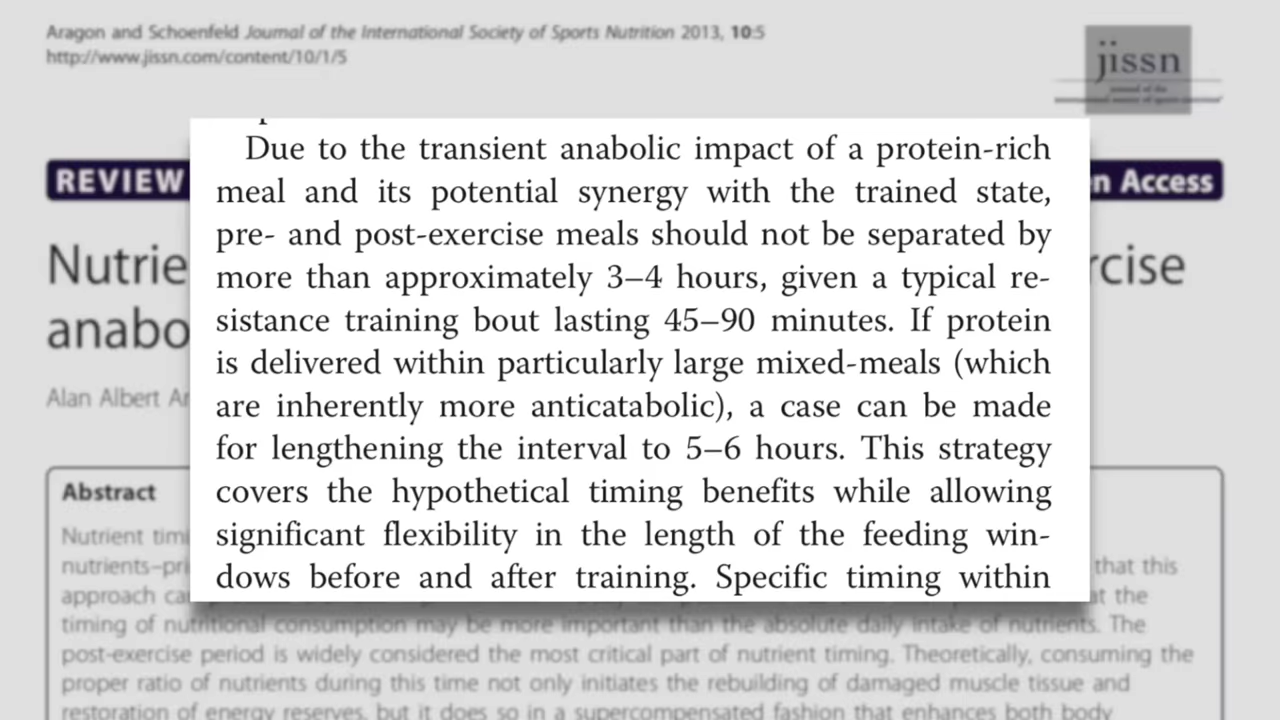 Aragon and Schoenfeld Journal of the International Society of Sports Nutrition 2013, 10:5
http://www.jissn.com/content/10/1/5
jissn
REVIEW
n Access
Nutrie
rcise
anabo
Alan Albert Ar
Due to the transient anabolic impact of a protein-rich
meal and its potential synergy with the trained state,
pre- and post-exercise meals should not be separated by
more than approximately 3–4 hours, given a typical re-
sistance training bout lasting 45–90 minutes. If protein
is delivered within particularly large mixed-meals (which
are inherently more anticatabolic), a case can be made
for lengthening the interval to 5–6 hours. This strategy
covers the hypothetical timing benefits while allowing
significant flexibility in the length of the feeding win-
dows before and after training. Specific timing within
Abstract
Nutrient timi
nutrients–pri
that this
approach ca
at the
timing of nutritional consumption may be more important than the absolute daily intake of nutrients. The
post-exercise period is widely considered the most critical part of nutrient timing. Theoretically, consuming the
proper ratio of nutrients during this time not only initiates the rebuilding of damaged muscle tissue and
restoration of energy reserves, but it does so in a supercompensated fashion that enhances both body